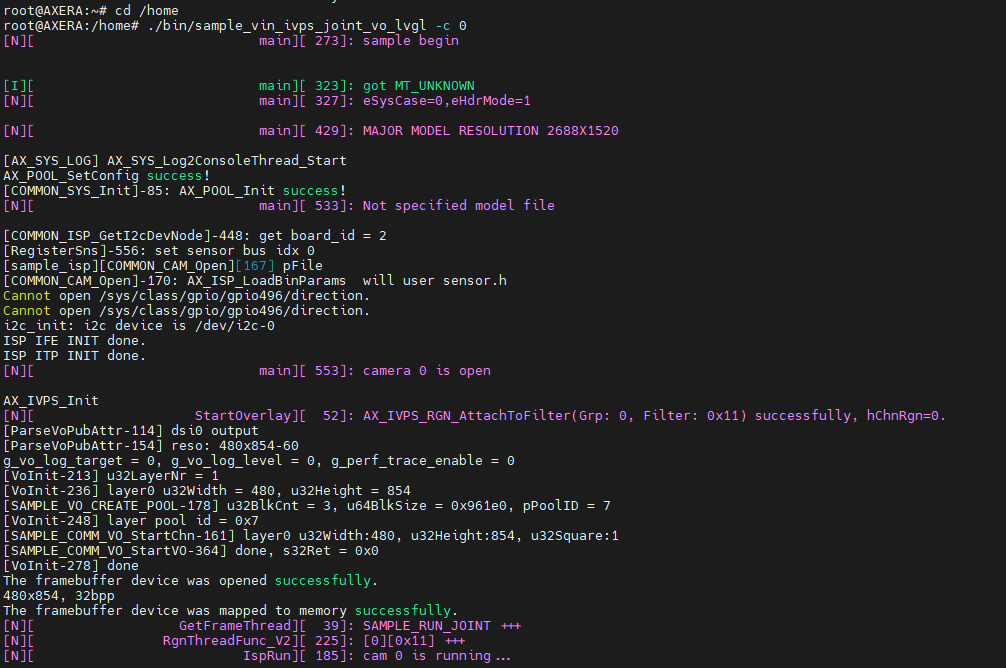 root@AXERA:~# cd /home
root@AXERA:/home# ./bin/sample_vin_ivps_joint_vo_lvgl -c 0
[N][                            main][ 273]: sample begin
[I][                            main][ 323]: got MT_UNKNOWN
[N][                            main][ 327]: eSysCase=0,eHdrMode=1
[N][                            main][ 429]: MAJOR MODEL RESOLUTION 2688X1520
[AX_SYS_LOG] AX_SYS_Log2ConsoleThread_Start
AX_POOL_SetConfig success!
[COMMON_SYS_Init]-85: AX_POOL_Init success!
[N][                            main][ 533]: Not specified model file
[COMMON_ISP_GetI2cDevNode]-448: get board_id = 2
[RegisterSns]-556: set sensor bus idx 0
[sample_isp][COMMON_CAM_Open][167] pFile
[COMMON_CAM_Open]-170: AX_ISP_LoadBinParams  will user sensor.h
Cannot open /sys/class/gpio/gpio496/direction.
Cannot open /sys/class/gpio/gpio496/direction.
i2c_init: i2c device is /dev/i2c-0
ISP IFE INIT done.
ISP ITP INIT done.
[N][                            main][ 553]: camera 0 is open
AX_IVPS_Init
[N][                    StartOverlay][  52]: AX_IVPS_RGN_AttachToFilter(Grp: 0, Filter: 0x11) successfully, hChnRgn=0.
[ParseVoPubAttr-114] dsi0 output
[ParseVoPubAttr-154] reso: 480x854-60
g_vo_log_target = 0, g_vo_log_level = 0, g_perf_trace_enable = 0
[VoInit-213] u32LayerNr = 1
[VoInit-236] layer0 u32Width = 480, u32Height = 854
[SAMPLE_VO_CREATE_POOL-178] u32BlkCnt = 3, u64BlkSize = 0x961e0, pPoolID = 7
[VoInit-248] layer pool id = 0x7
[SAMPLE_COMM_VO_StartChn-161] layer0 u32Width:480, u32Height:854, u32Square:1
[SAMPLE_COMM_VO_StartVO-364] done, s32Ret = 0x0
[VoInit-278] done
The framebuffer device was opened successfully.
480x854, 32bpp
The framebuffer device was mapped to memory successfully.
[N][                  GetFrameThread][  39]: SAMPLE_RUN_JOINT +++
[N][                RgnThreadFunc_V2][ 225]: [0][0x11] +++
[N][                          IspRun][ 185]: cam 0 is running...